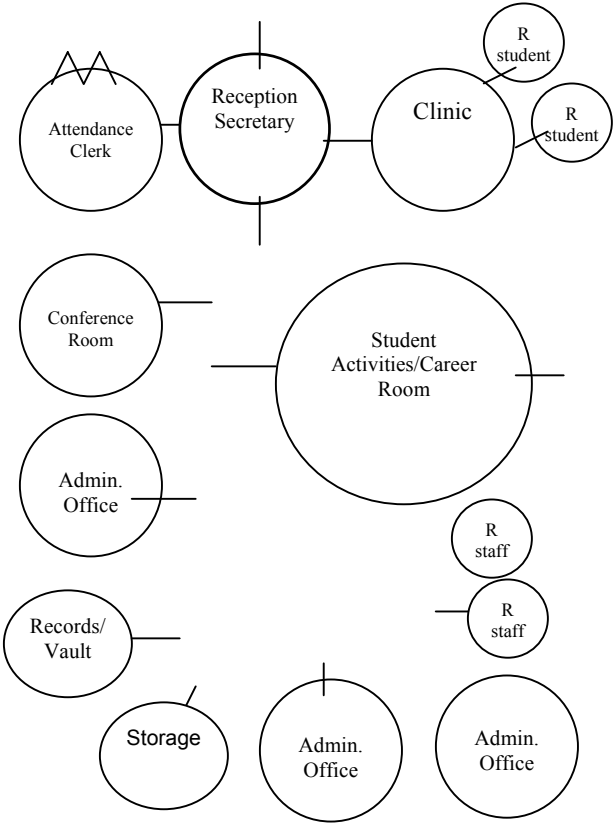 R
student
Reception
Secretary
Clinic
Attendance
Clerk
R
student
Conference
Room
Student
Activities/Career
Room
Admin.
Office
R
staff
R
staff
Records/
Vault
Storage
Admin.
Office
Admin.
Office